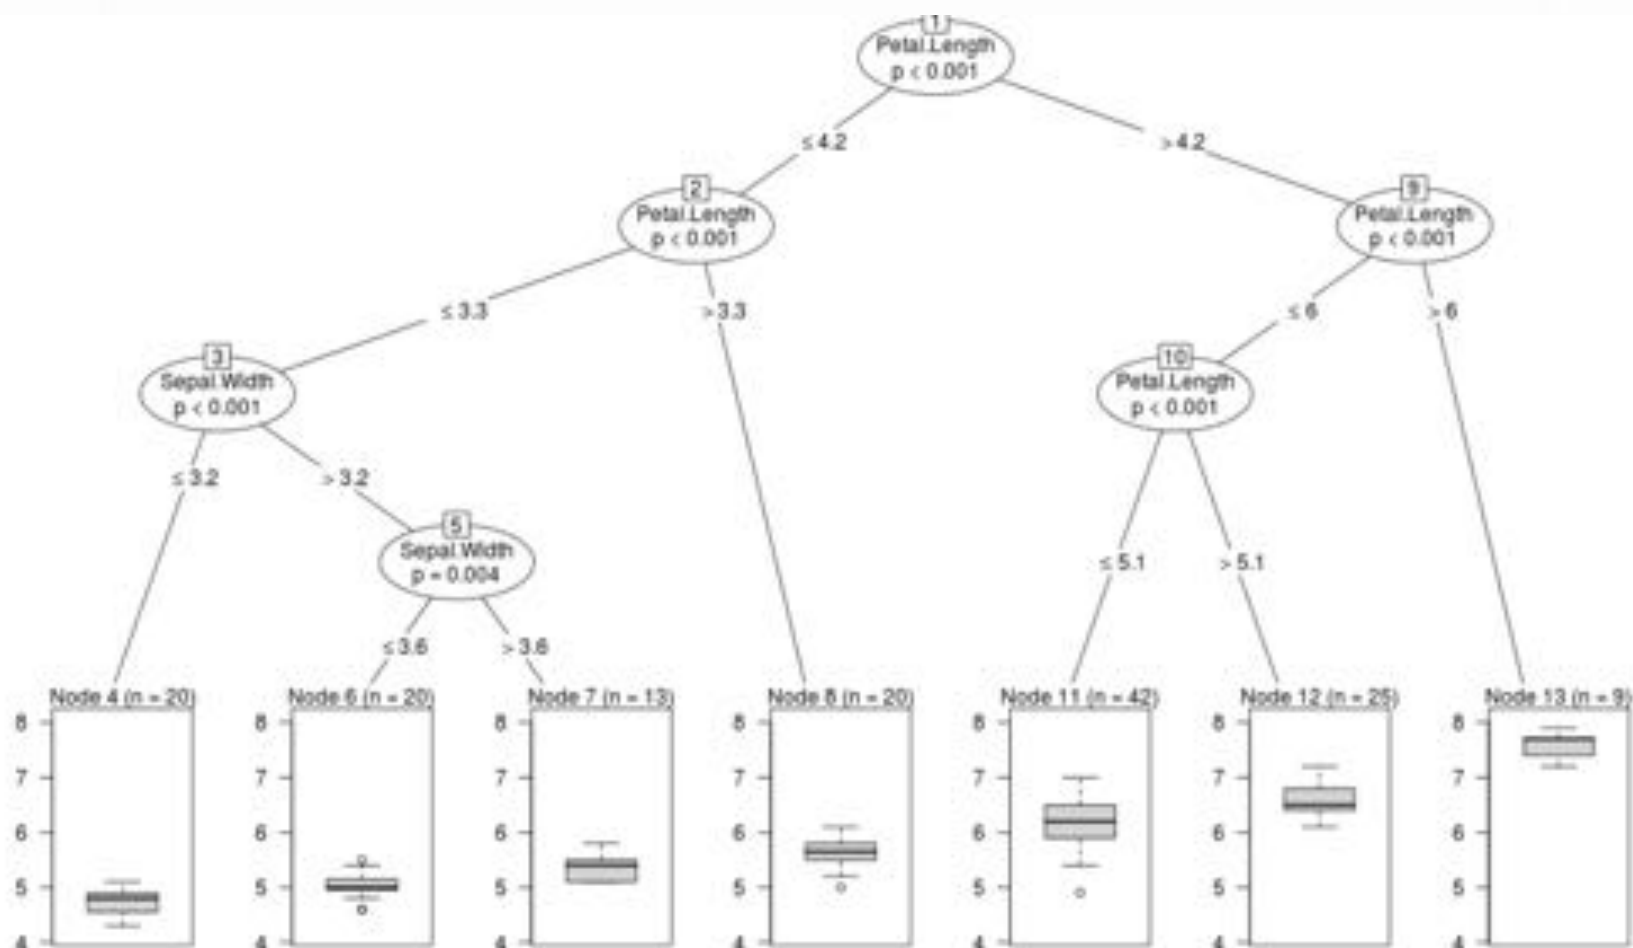 1
Petal.Length
p < 0.001
≤ 4.2
> 4.2
2
Petal.Length
p < 0.001
9
Petal.Length
p < 0.001
≤ 3.3
> 3.3
≤ 6
> 6
3
Sepal.Width
p < 0.001
10
Petal.Length
p < 0.001
≤ 3.2
> 3.2
5
Sepal.Width
p = 0.004
≤ 5.1
> 5.1
≤ 3.6
> 3.6
Node 4 (n = 20)
8
7
6
5
4
Node 6 (n = 20)
8
7
6
5
4
Node 7 (n = 13)
8
7
6
5
4
Node 8 (n = 20)
8
7
6
5
4
Node 11 (n = 42)
8
7
6
5
4
Node 12 (n = 25)
8
7
6
5
4
Node 13 (n = 9)
8
7
6
5
4